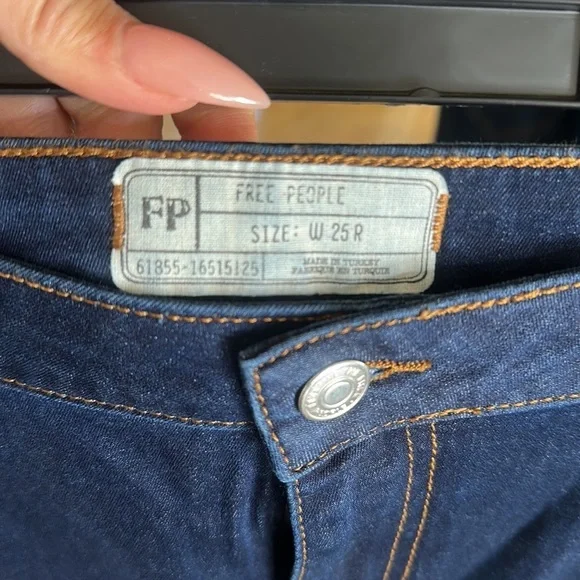 FP
FREE PEOPLE
SIZE: W 25 R
61855-16515125
MADE IN TURKEY
FABRIQUE EN TURQUIE